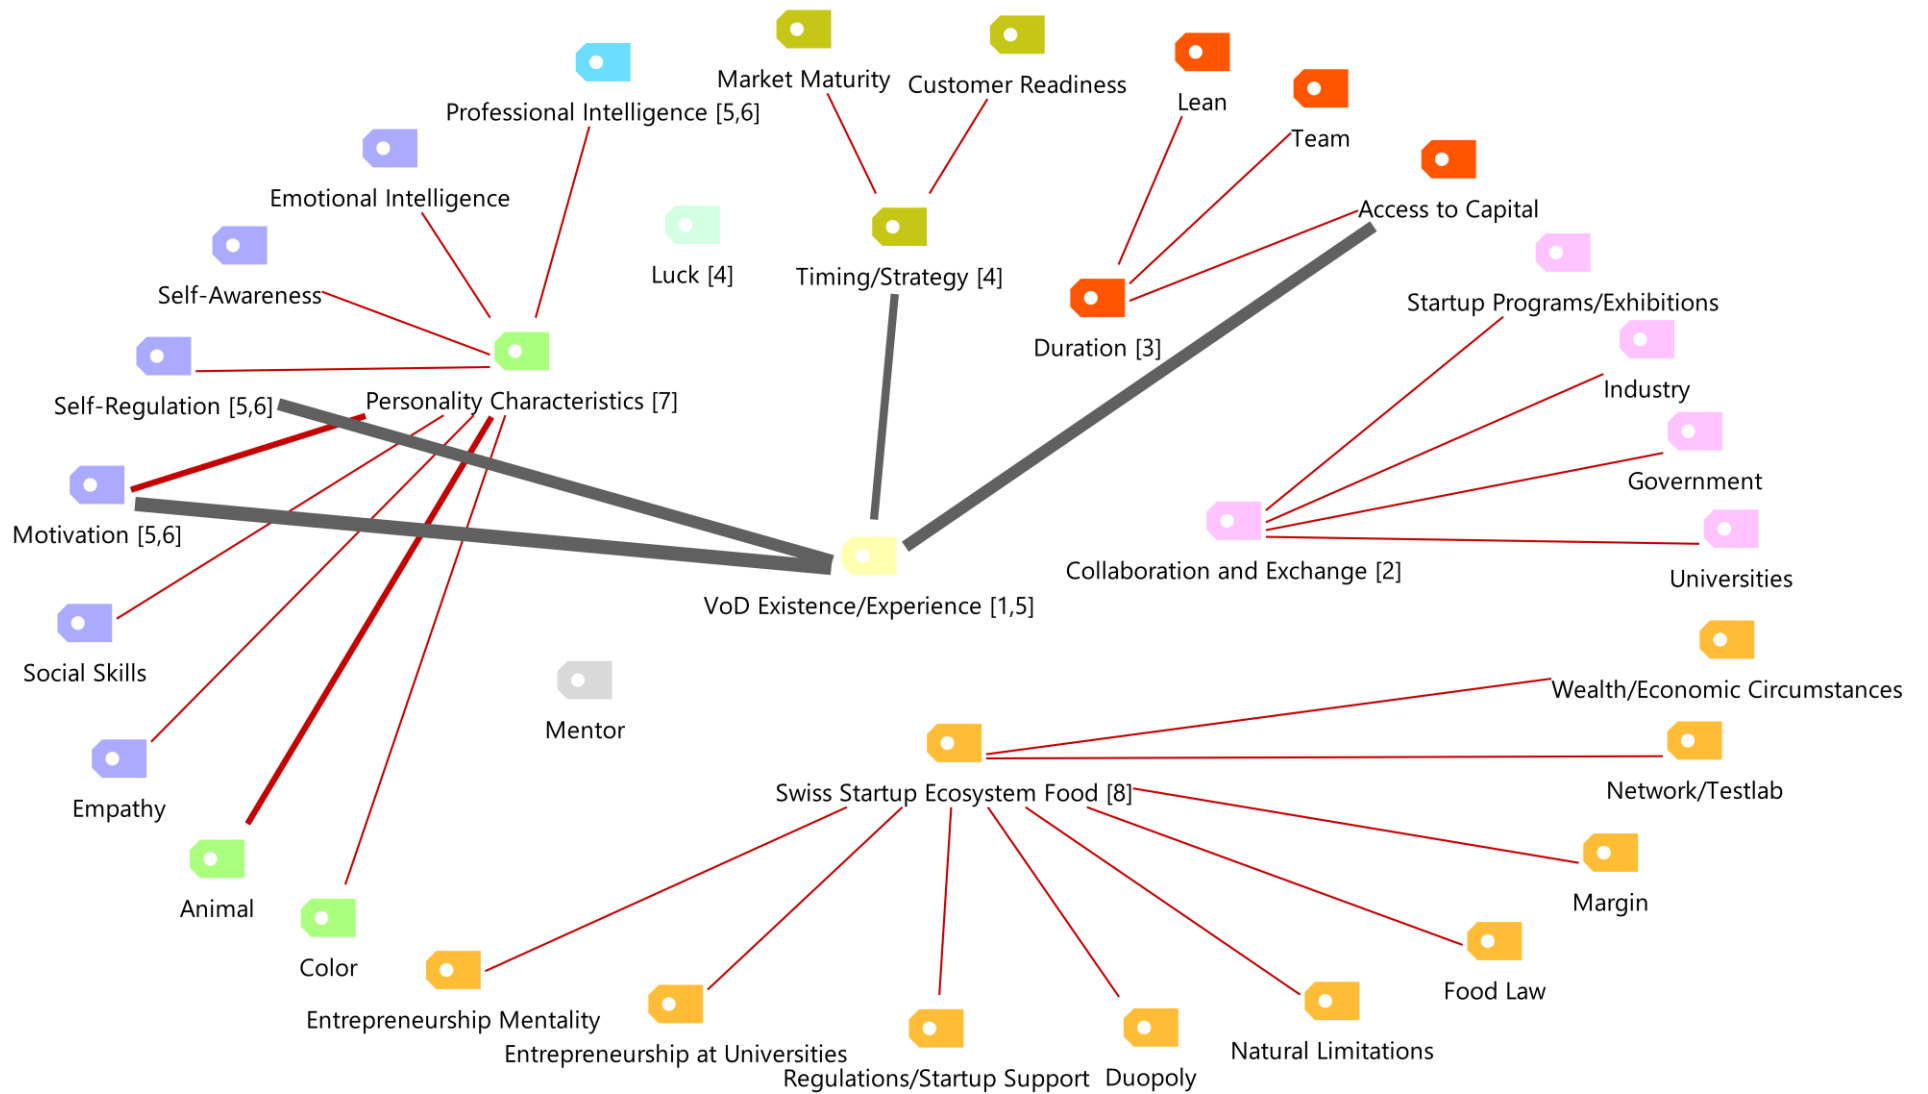 Market Maturity
Customer Readiness
Lean
Professional Intelligence [5,6]
Team
Emotional Intelligence
Access to Capital
Luck [4]
Timing/Strategy [4]
Self-Awareness
Startup Programs/Exhibitions
Duration [3]
Industry
Self-Regulation [5,6]
Personality Characteristics [7]
Government
Motivation [5,6]
Collaboration and Exchange [2]
Universities
VoD Existence/Experience [1,5]
Social Skills
Wealth/Economic Circumstances
Mentor
Swiss Startup Ecosystem Food [8]
Network/Testlab
Empathy
Animal
Margin
Color
Food Law
Entrepreneurship Mentality
Entrepreneurship at Universities
Natural Limitations
Regulations/Startup Support
Duopoly